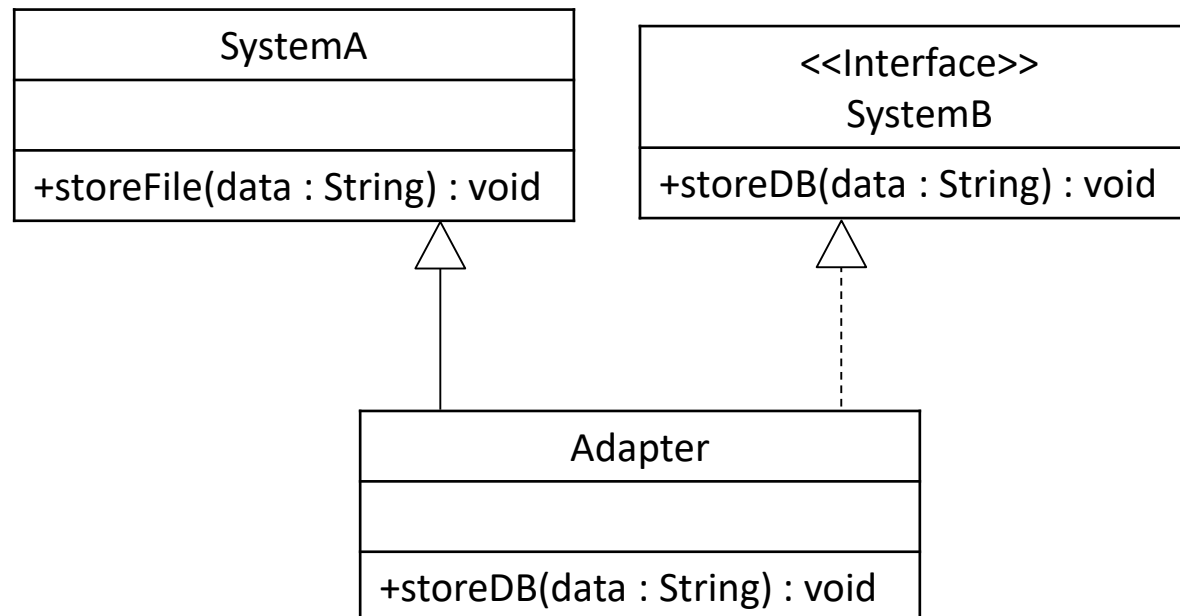 SystemA
+storeFile(data : String) : void
<<Interface>>
SystemB
+storeDB(data : String) : void
Adapter
+storeDB(data : String) : void